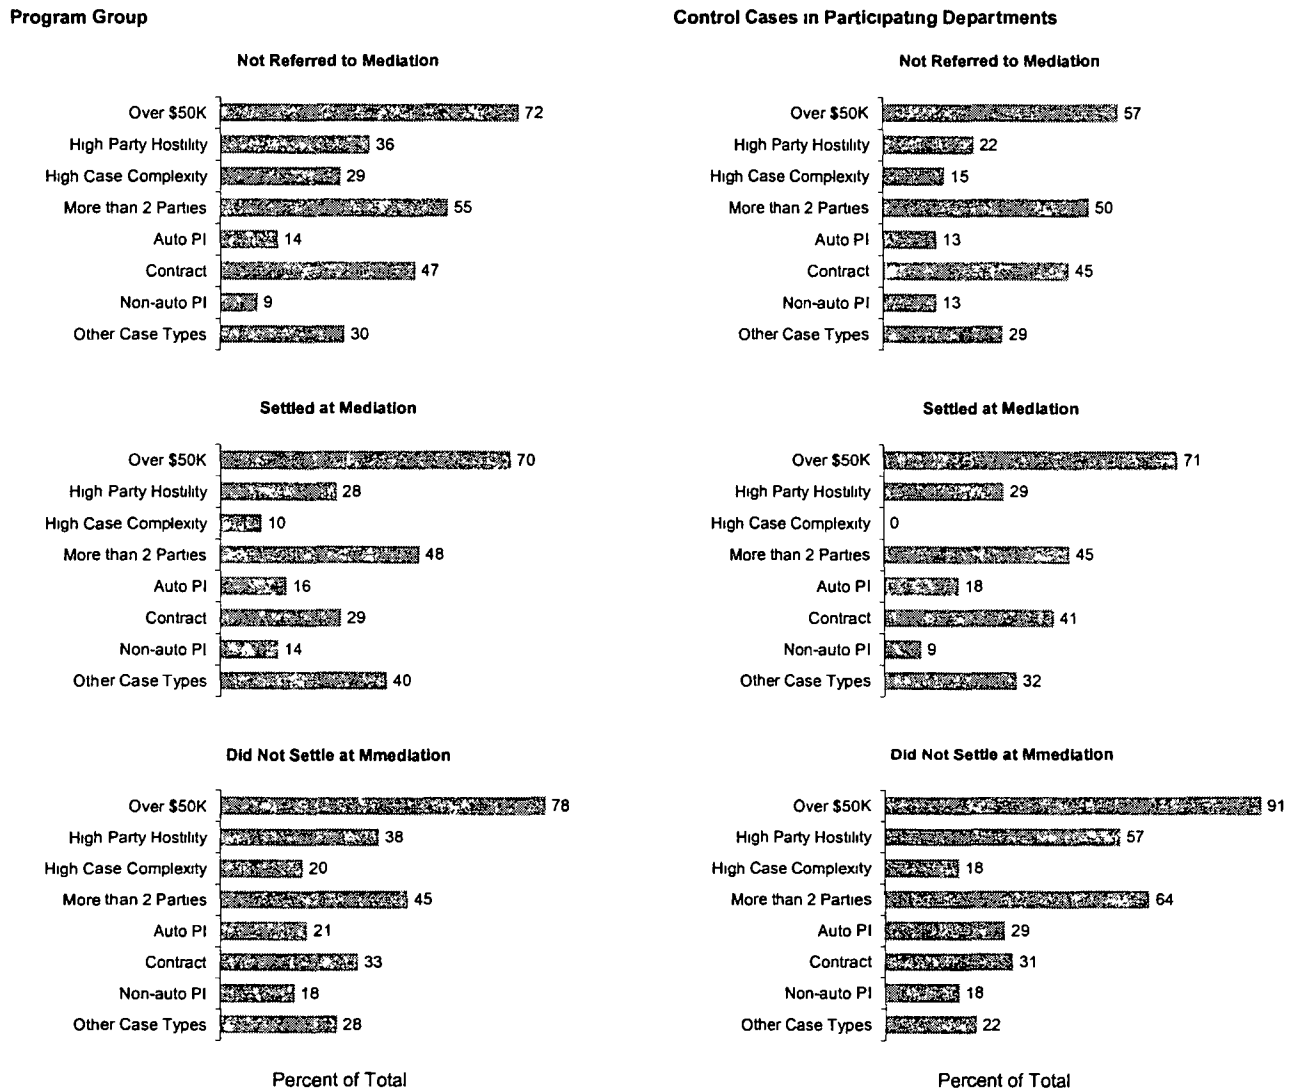 Program Group
Not Referred to Mediation
Over $50K 72
High Party Hostility 36
High Case Complexity 29
More than 2 Parties 55
Auto PI 14
Contract 47
Non-auto PI 9
Other Case Types 30
Settled at Mediation
Over $50K 70
High Party Hostility 28
High Case Complexity 10
More than 2 Parties 48
Auto PI 16
Contract 29
Non-auto PI 14
Other Case Types 40
Did Not Settle at Mmediation
Over $50K 78
High Party Hostility 38
High Case Complexity 20
More than 2 Parties 45
Auto PI 21
Contract 33
Non-auto PI 18
Other Case Types 28
Percent of Total
Control Cases in Participating Departments
Not Referred to Mediation
Over $50K 57
High Party Hostility 22
High Case Complexity 15
More than 2 Parties 50
Auto PI 13
Contract 45
Non-auto PI 13
Other Case Types 29
Settled at Mediation
Over $50K 71
High Party Hostility 29
High Case Complexity 0
More than 2 Parties 45
Auto PI 18
Contract 41
Non-auto PI 9
Other Case Types 32
Did Not Settle at Mmediation
Over $50K 91
High Party Hostility 57
High Case Complexity 18
More than 2 Parties 64
Auto PI 29
Contract 31
Non-auto PI 18
Other Case Types 22
Percent of Total